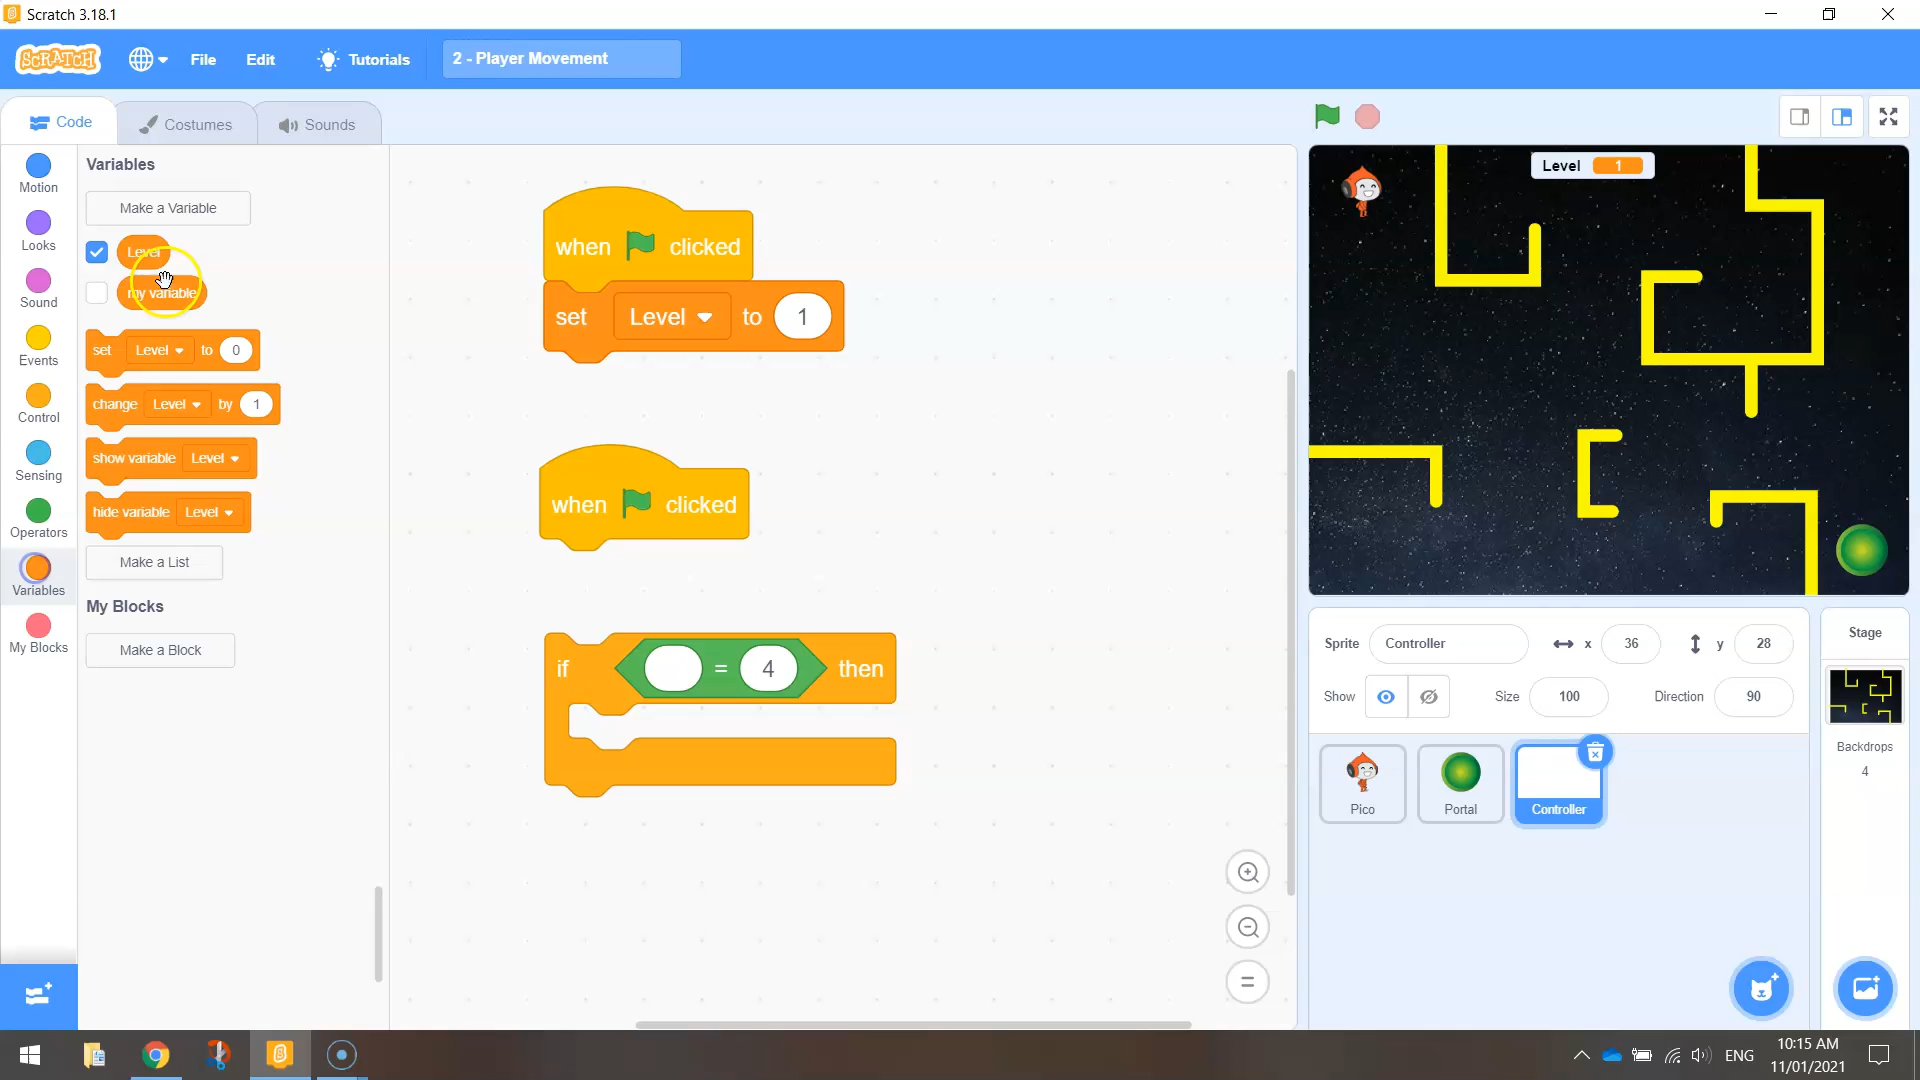 Scratch 3.18.1
SCRATCH File Edit Tutorials 2 - Player Movement
Code Costumes Sounds
Motion
Looks
Sound
Events
Control
Sensing
Operators
Variables
My Blocks
Variables
Make a Variable
Level
my variable
set Level to 0
change Level by 1
show variable Level
hide variable Level
Make a List
My Blocks
Make a Block
when clicked
set Level to 1
when clicked
if = 4 then
Level 1
Sprite Controller x 36 y 28
Show Size 100 Direction 90
Pico
Portal
Controller
Stage
Backdrops
4
ENG
10:15 AM
11/01/2021